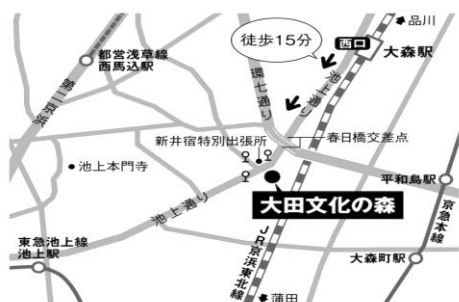 品川
徒歩15分
西口
大森駅
都営浅草線
西馬込駅
第二京浜
環七通り
池上通り
新井宿特別出張所
春日橋交差点
池上本門寺
平和島駅
大田文化の森
池上通り
京急本線
東急池上線
池上駅
JR京浜東北線
大森町駅
蒲田